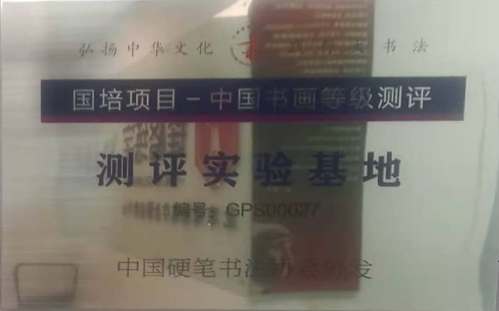 弘扬中华文化 书法
国培项目－中国书画等级测评
测评实验基地
编号：GPS00027
中国硬笔书法协会颁发